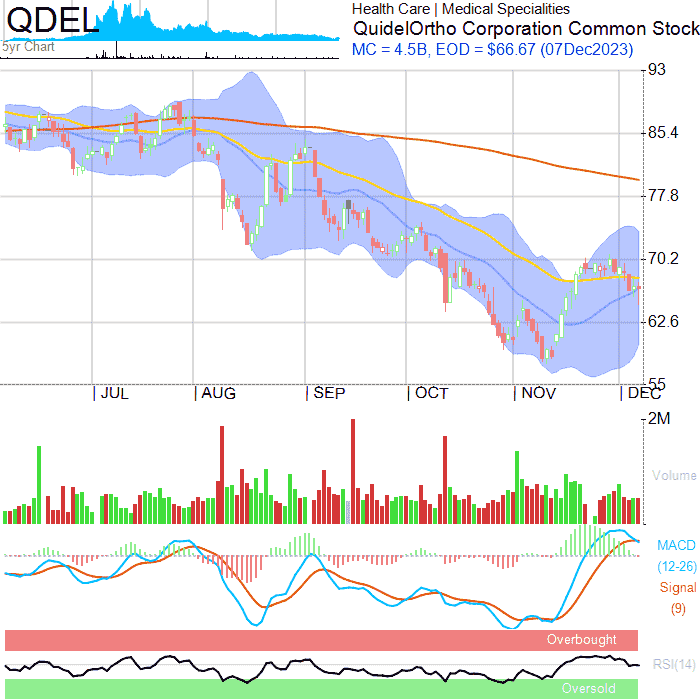 QDEL
5yr Chart
Health Care | Medical Specialities
QuidelOrtho Corporation Common Stock
MC = 4.5B, EOD = $66.67 (07Dec2023)
93
85.4
77.8
70.2
62.6
55
JUL
AUG
SEP
OCT
NOV
DEC
2M
Volume
MACD
(12-26)
Signal
(9)
Overbought
RSI(14)
Oversold